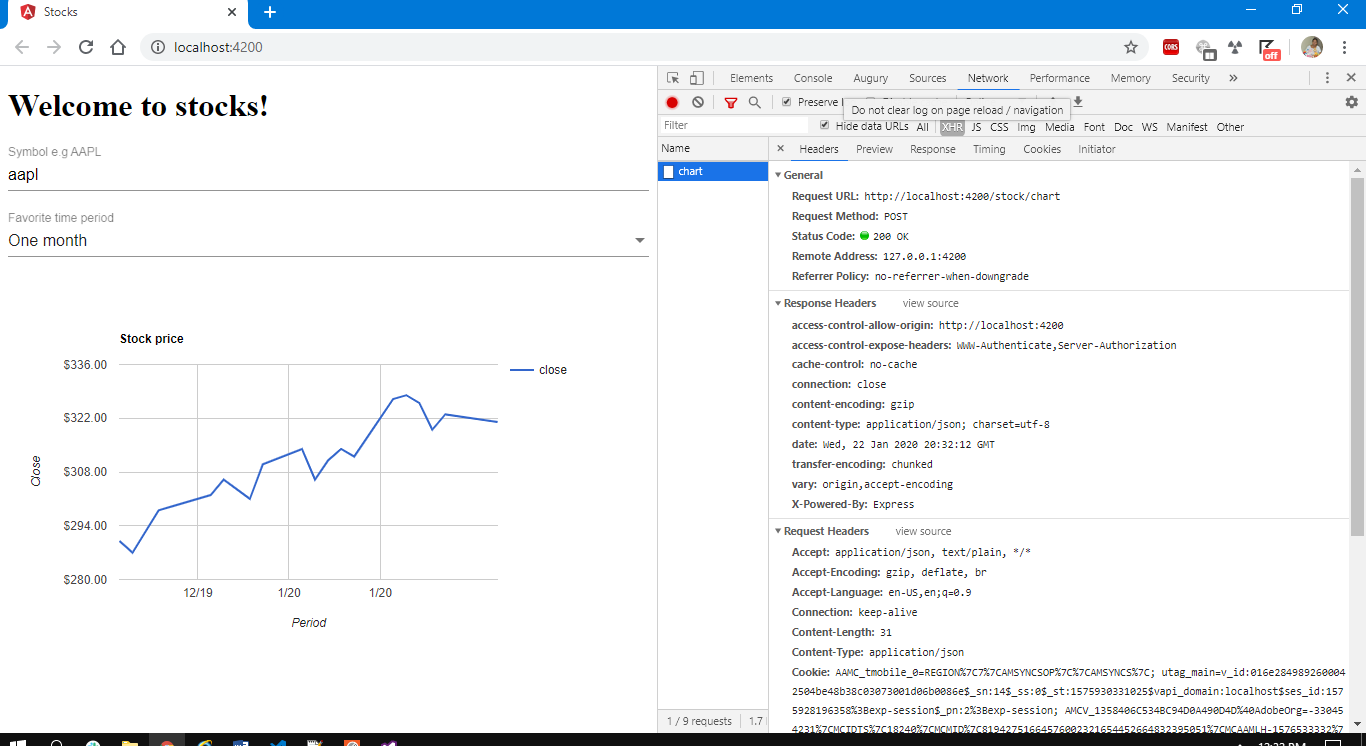 Stocks
localhost:4200
CORS
off
Welcome to stocks!
Symbol e.g AAPL
aapl
Favorite time period
One month
Stock price
$336.00
$322.00
$308.00
$294.00
$280.00
Close
close
12/19 1/20 1/20
Period
Elements Console Augury Sources Network Performance Memory Security
Preserve
Do not clear log on page reload / navigation
Filter
Hide data URLs All XHR JS CSS Img Media Font Doc WS Manifest Other
Name
chart
1 / 9 requests 1.7
Headers Preview Response Timing Cookies Initiator
General
Request URL: http://localhost:4200/stock/chart
Request Method: POST
Status Code: 200 OK
Remote Address: 127.0.0.1:4200
Referrer Policy: no-referrer-when-downgrade
Response Headers view source
access-control-allow-origin: http://localhost:4200
access-control-expose-headers: WWW-Authenticate,Server-Authorization
cache-control: no-cache
connection: close
content-encoding: gzip
content-type: application/json; charset=utf-8
date: Wed, 22 Jan 2020 20:32:12 GMT
transfer-encoding: chunked
vary: origin,accept-encoding
X-Powered-By: Express
Request Headers view source
Accept: application/json, text/plain, */*
Accept-Encoding: gzip, deflate, br
Accept-Language: en-US,en;q=0.9
Connection: keep-alive
Content-Length: 31
Content-Type: application/json
Cookie: AAMC_tmobile_0=REGION%7C7%7CAMSYNCSOP%7C%7CAMSYNCS%7C; utag_main=v_id:016e284989260004
2504be48b38c03073001d06b0086e$_sn:14$_ss:0$_st:1575930331025$vapi_domain:localhost$ses_id:157
5928196358%3Bexp-session$_pn:2%3Bexp-session; AMCV_1358406C534BC94D0A490D4D%40AdobeOrg=-33045
4231%7CMCIDTS%7C18240%7CMCMID%7C81942751664576002321654452664832395051%7CMCAAMLH-1576533332%7